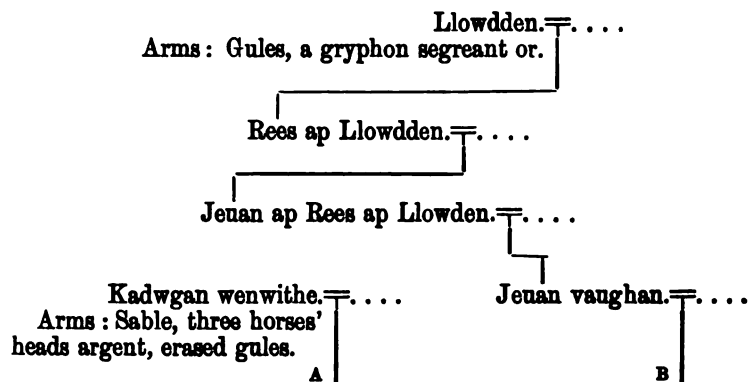 Llowdden.╤. . . .
Arms: Gules, a gryphon segreant or.
Rees ap Llowdden.╤. . . .
Jeuan ap Rees ap Llowden.╤. . . .
Kadwgan wenwithe.╤. . . . Jeuan vaughan.╤. . . .
Arms: Sable, three horses'
heads argent, erased gules.
A B